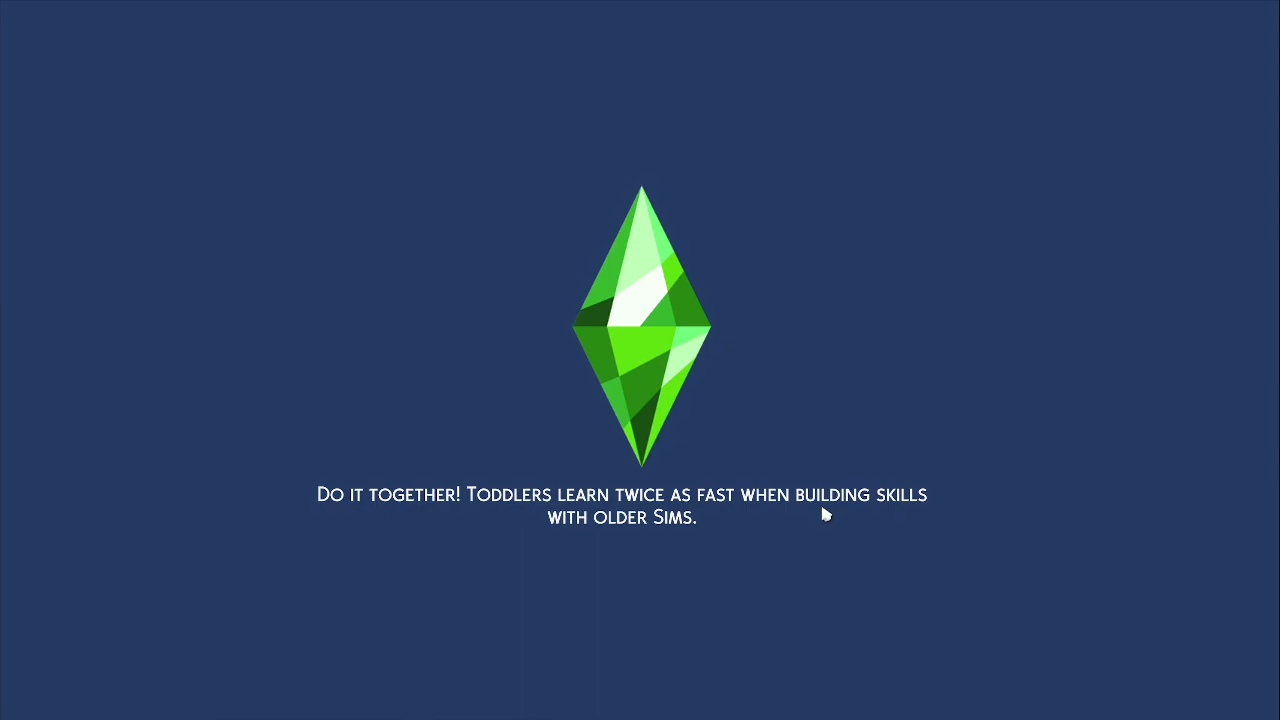 Do it together! Toddlers learn twice as fast when building skills
with older Sims.